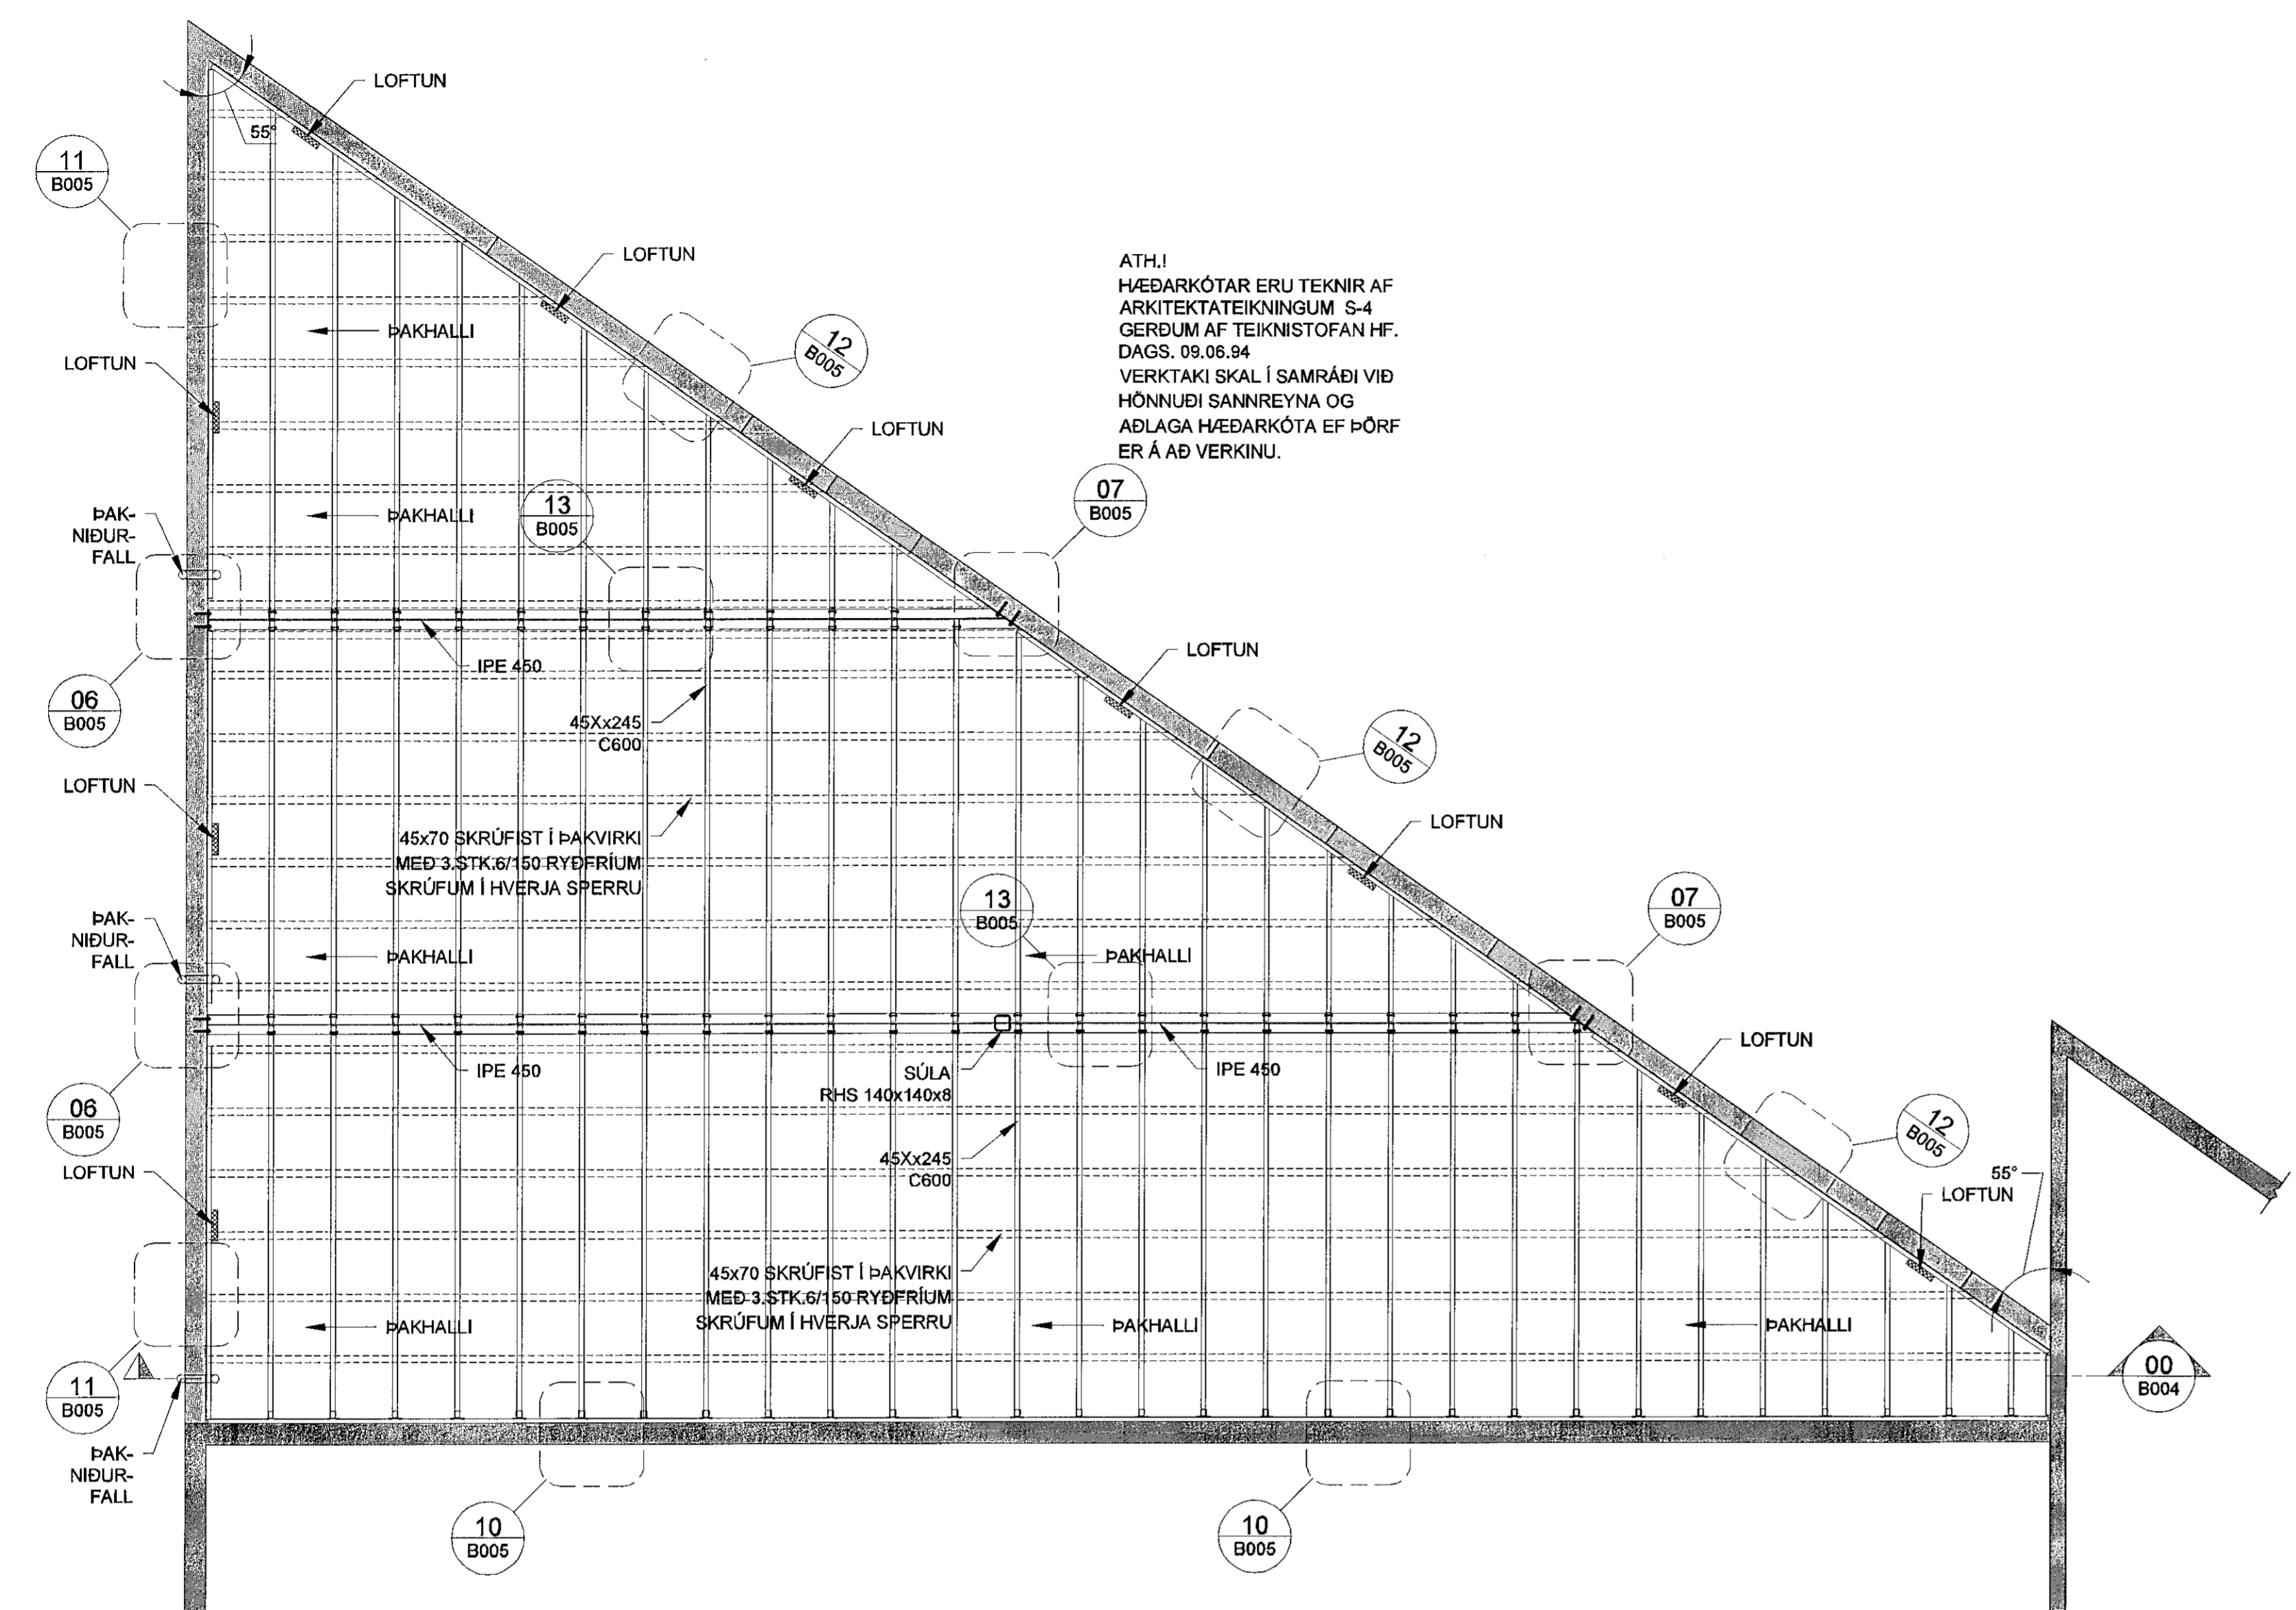 LOFTUN
55°
11
B005
LOFTUN
ÞAKHALLI
LOFTUN
12
B005
ATH.!
HÆÐARKÓTAR ERU TEKNIR AF
ARKITEKTATEIKNINGUM S-4
GERÐUM AF TEIKNISTOFAN HF.
DAGS. 09.06.94
VERKTAKI SKAL Í SAMRÁÐI VIÐ
HÖNNUÐI SANNREYNA OG
AÐLAGA HÆÐARKÓTA EF ÞÖRF
ER Á AÐ VERKINU.
LOFTUN
13
B005
07
B005
ÞAK-
NIÐUR-
FALL
ÞAKHALLI
IPE 450
LOFTUN
06
B005
45Xx245
C600
12
B005
LOFTUN
45x70 SKRÚFIST Í ÞAKVIRKI
MEÐ 3.STK.6/150 RYÐFRÍUM
SKRÚFUM Í HVERJA SPERRU
LOFTUN
13
B005
07
B005
ÞAK-
NIÐUR-
FALL
ÞAKHALLI
ÞAKHALLI
IPE 450
SÚLA
RHS 140x140x8
IPE 450
LOFTUN
06
B005
12
B005
LOFTUN
45Xx245
C600
55°
LOFTUN
45x70 SKRÚFIST Í ÞAKVIRKI
MEÐ 3.STK.6/150 RYÐFRÍUM
SKRÚFUM Í HVERJA SPERRU
ÞAKHALLI
ÞAKHALLI
ÞAKHALLI
11
B005
00
B004
ÞAK-
NIÐUR-
FALL
10
B005
10
B005